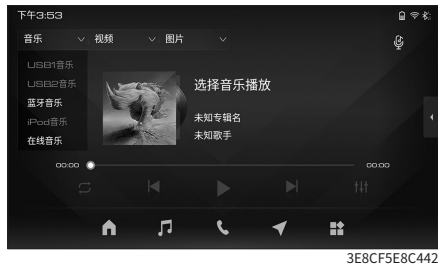 下午3:53
音乐 视频 图片
USB1音乐
USB2音乐
蓝牙音乐
iPod音乐
在线音乐
选择音乐播放
未知专辑名
未知歌手
00:00 00:00
3E8CF5E8C442